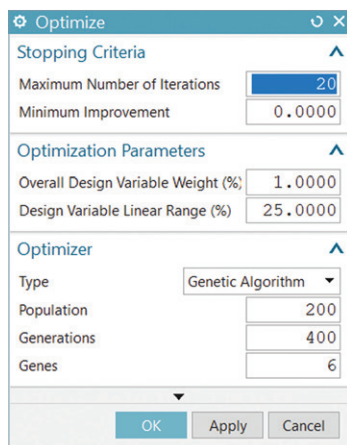 Optimize
Stopping Criteria
Maximum Number of Iterations 20
Minimum Improvement 0.0000
Optimization Parameters
Overall Design Variable Weight (%) 1.0000
Design Variable Linear Range (%) 25.0000
Optimizer
Type Genetic Algorithm
Population 200
Generations 400
Genes 6
OK Apply Cancel